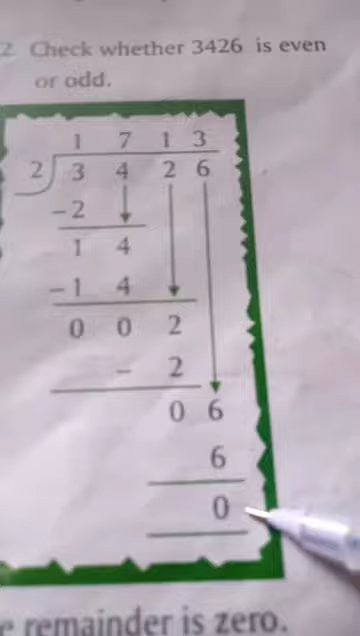 2 Check whether 3426 is even
or odd.
1 7 1 3
2 3 4 2 6
-2
1 4
-1 4
0 0 2
- 2
0 6
6
0
remainder is zero.